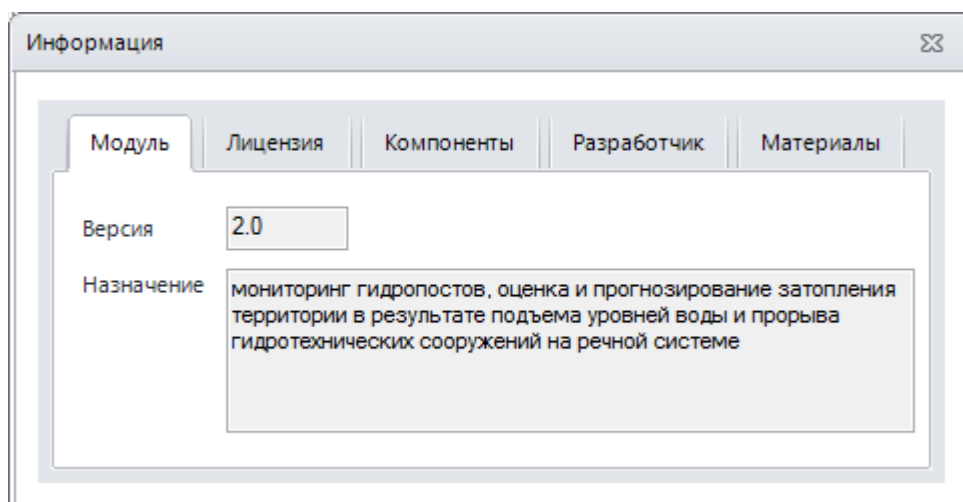 Информация
Модуль Лицензия Компоненты Разработчик Материалы
Версия 2.0
Назначение
мониторинг гидропостов, оценка и прогнозирование затопления
территории в результате подъема уровней воды и прорыва
гидротехнических сооружений на речной системе